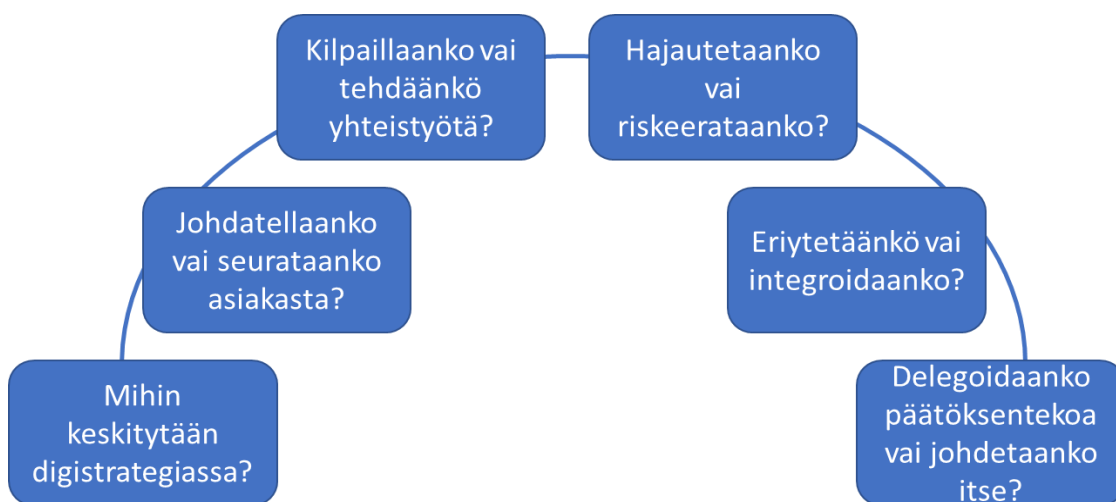 Kilpaillaanko vai
tehdäänkö
yhteistyötä?
Hajautetaanko
vai
riskeerataanko?
Johdatellaanko
vai seurataanko
asiakasta?
Eriytetäänkö vai
integroidaanko?
Mihin
keskitytään
digistrategiassa?
Delegoidaanko
päätöksentekoa
vai johdetaanko
itse?